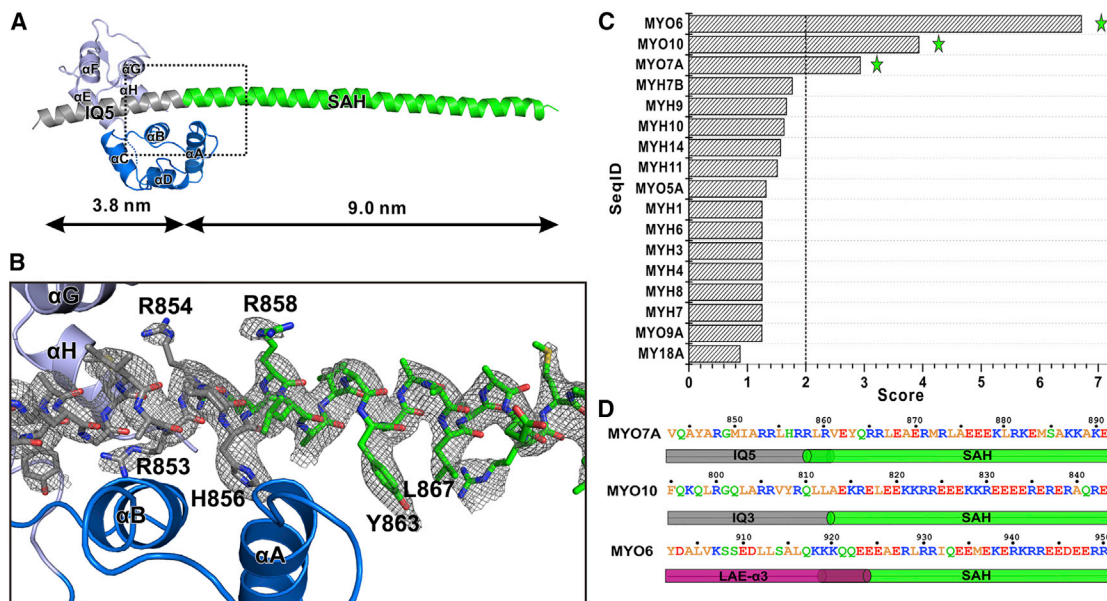 A
αF
αG
αE
αH
IQ5
SAH
αB
αC
αA
αD
3.8 nm
9.0 nm
B
αG
R854
R858
αH
R853
H856
L867
Y863
αB
αA
C
SeqID
MYO6
MYO10
MYO7A
MYH7B
MYH9
MYH10
MYH14
MYH11
MYO5A
MYH1
MYH6
MYH3
MYH4
MYH8
MYH7
MYO9A
MY18A
0 1 2 3 4 5 6 7
Score
D
850 860 870 880 890
MYO7A VQAYARGMIARRLHRRLRVEYQRRLEAERMRLAEEEKLRKEMSAKKAKE
IQ5 SAH
800 810 820 830 840
MYO10 FQKQLRGQLARRVYRQLLAEKRELEEKKRREEEKKREEEERERERAQRE
IQ3 SAH
910 920 930 940 950
MYO6 YDALVKSSEDLLSALQKKKQQEEEAERLRRIQEEMEKERKRREEDEERR
LAE-α3 SAH